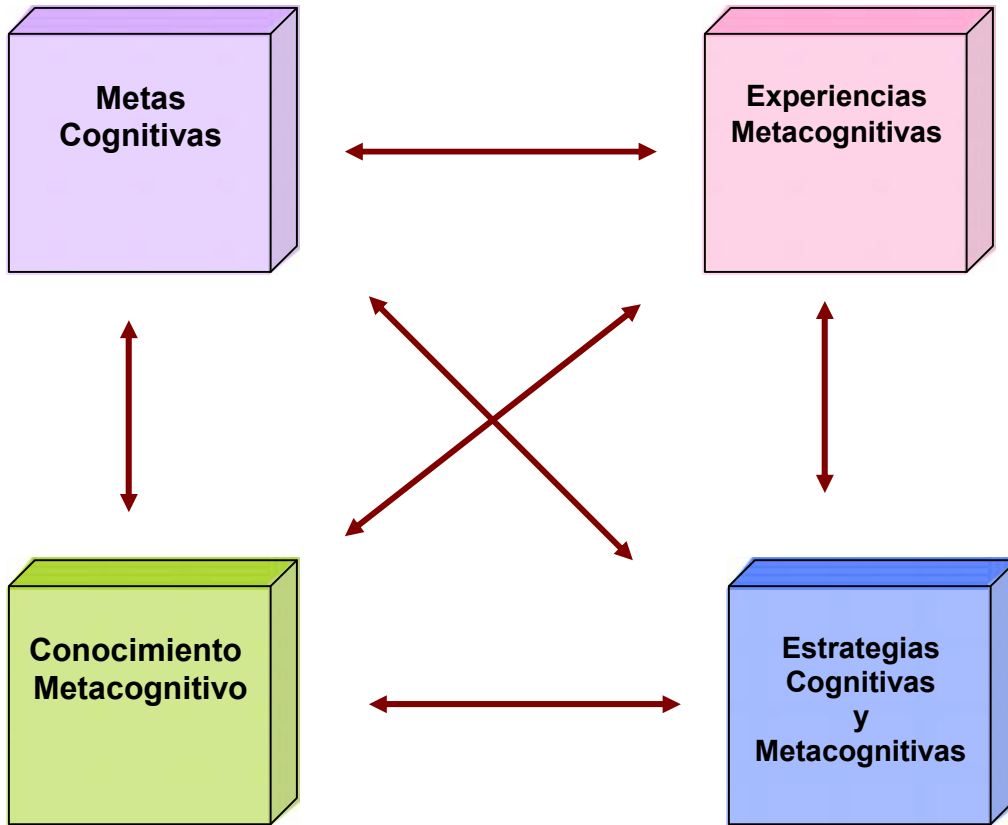 Metas
Cognitivas
Experiencias
Metacognitivas
Conocimiento
Metacognitivo
Estrategias
Cognitivas
y
Metacognitivas